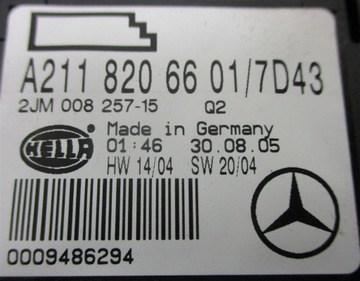 A211 820 66 01/7D43
2JM 008 257-15 Q2
HELLA
Made in Germany
01:46 30.08.05
HW 14/04 SW 20/04
0009486294